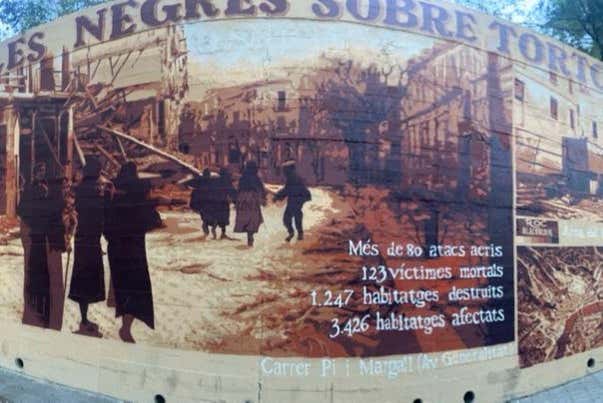 LES NEGRES SOBRE TORTO
Més de 80 atacs aeris
123 víctimes mortals
1.247 habitatges destruïts
3.426 habitatges afectats
Carrer Pi i Margall (Av Generalitat)